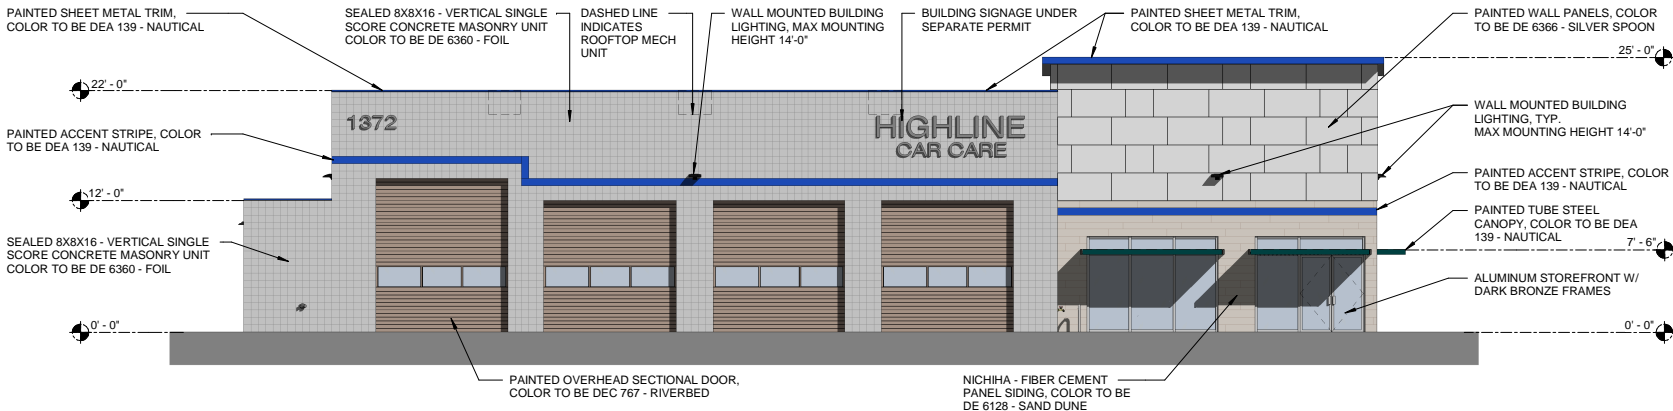 PAINTED SHEET METAL TRIM,
COLOR TO BE DEA 139 - NAUTICAL
SEALED 8X8X16 - VERTICAL SINGLE
SCORE CONCRETE MASONRY UNIT
COLOR TO BE DE 6360 - FOIL
DASHED LINE
INDICATES
ROOFTOP MECH
UNIT
WALL MOUNTED BUILDING
LIGHTING, MAX MOUNTING
HEIGHT 14'-0"
BUILDING SIGNAGE UNDER
SEPARATE PERMIT
PAINTED SHEET METAL TRIM,
COLOR TO BE DEA 139 - NAUTICAL
PAINTED WALL PANELS, COLOR
TO BE DE 6366 - SILVER SPOON
25' - 0"
22' - 0"
1372
HIGHLINE
CAR CARE
WALL MOUNTED BUILDING
LIGHTING, TYP.
MAX MOUNTING HEIGHT 14'-0"
PAINTED ACCENT STRIPE, COLOR
TO BE DEA 139 - NAUTICAL
PAINTED ACCENT STRIPE, COLOR
TO BE DEA 139 - NAUTICAL
12' - 0"
PAINTED TUBE STEEL
CANOPY, COLOR TO BE DEA
139 - NAUTICAL
7' - 6"
SEALED 8X8X16 - VERTICAL SINGLE
SCORE CONCRETE MASONRY UNIT
COLOR TO BE DE 6360 - FOIL
ALUMINUM STOREFRONT W/
DARK BRONZE FRAMES
0' - 0"
0' - 0"
PAINTED OVERHEAD SECTIONAL DOOR,
COLOR TO BE DEC 767 - RIVERBED
NICHIHA - FIBER CEMENT
PANEL SIDING, COLOR TO BE
DE 6128 - SAND DUNE